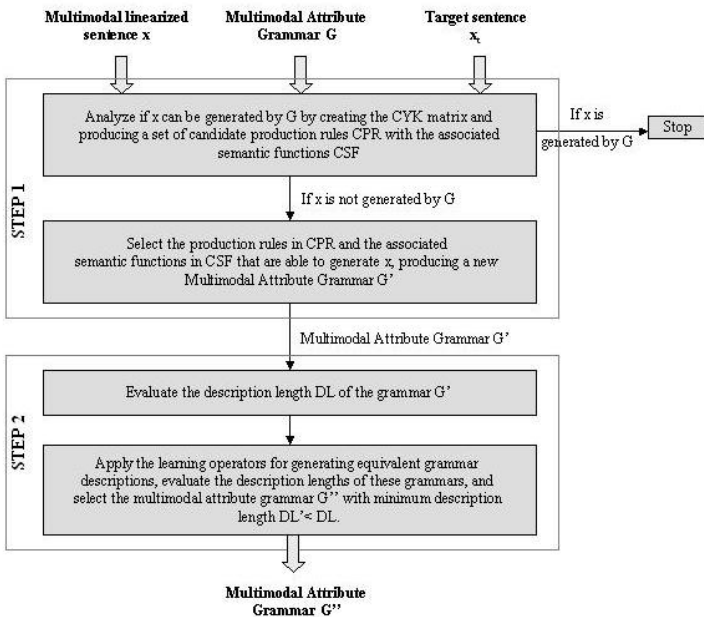 Multimodal linearized
sentence x
Multimodal Attribute
Grammar G
Target sentence
xt
STEP 1
Analyze if x can be generated by G by creating the CYK matrix and
producing a set of candidate production rules CPR with the associated
semantic functions CSF
If x is
generated by G
Stop
If x is not generated by G
Select the production rules in CPR and the associated
semantic functions in CSF that are able to generate x, producing a new
Multimodal Attribute Grammar G’
Multimodal Attribute Grammar G’
STEP 2
Evaluate the description length DL of the grammar G’
Apply the learning operators for generating equivalent grammar
descriptions, evaluate the description lengths of these grammars, and
select the multimodal attribute grammar G’’ with minimum description
length DL’< DL.
Multimodal Attribute
Grammar G’’